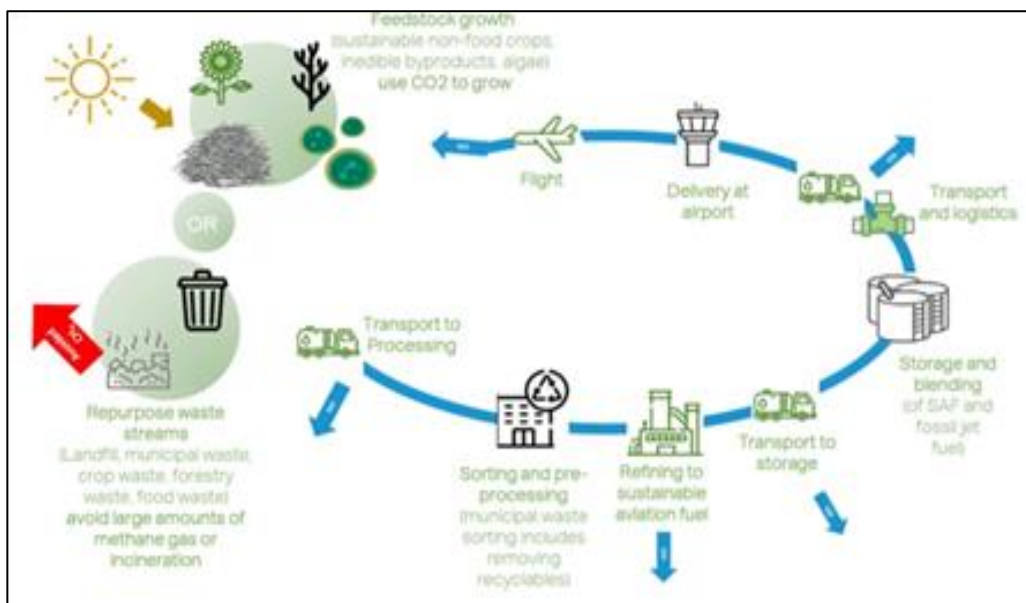 Feedstock growth
(sustainable non-food crops,
inedible byproducts, algae)
use CO2 to grow
Flight
Delivery at
airport
Transport
and logistics
OR
Transport to
Processing
Storage and
blending
(of SAF and
fossil jet
fuel)
Repurpose waste
streams
(Landfill, municipal waste,
crop waste, forestry
waste, food waste)
avoid large amounts of
methane gas or
incineration
Sorting and pre-
processing
(municipal waste
sorting includes
removing
recyclables)
Refining to
sustainable
aviation fuel
Transport to
storage